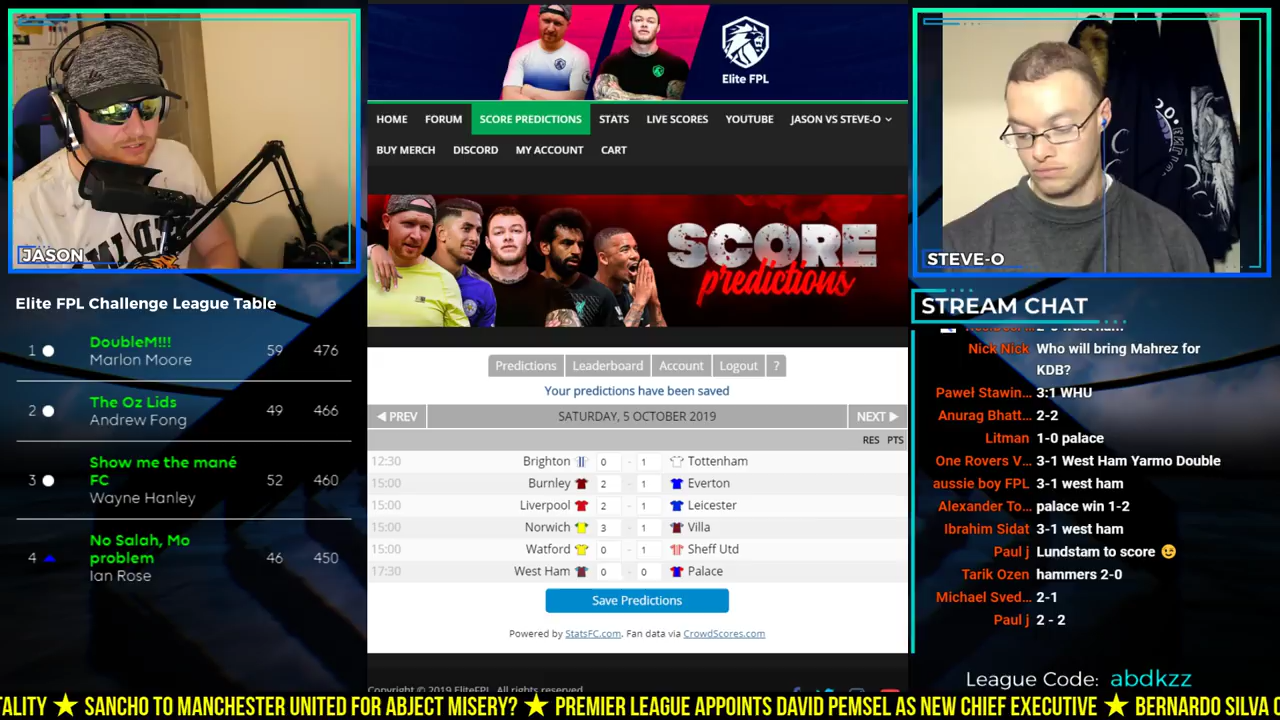 JASON
Elite FPL Challenge League Table
1 DoubleM!!! 59 476
Marlon Moore
2 The Oz Lids 49 466
Andrew Fong
3 Show me the mané 52 460
FC
Wayne Hanley
4 No Salah, Mo 46 450
problem
Ian Rose
Elite FPL
HOME FORUM SCORE PREDICTIONS STATS LIVE SCORES YOUTUBE JASON VS STEVE-O
BUY MERCH DISCORD MY ACCOUNT CART
SCORE
predictions
Predictions Leaderboard Account Logout ?
Your predictions have been saved
◀ PREV SATURDAY, 5 OCTOBER 2019 NEXT ▶
RES PTS
12:30 Brighton 0 - 1 Tottenham
15:00 Burnley 2 - 1 Everton
15:00 Liverpool 2 - 1 Leicester
15:00 Norwich 3 - 1 Villa
15:00 Watford 0 - 1 Sheff Utd
17:30 West Ham 0 - 0 Palace
Save Predictions
Powered by StatsFC.com. Fan data via CrowdScores.com
Copyright © 2019 EliteFPL. All rights reserved
STEVE-O
STREAM CHAT
west ham
Nick Nick Who will bring Mahrez for
KDB?
Paweł Stawin... 3:1 WHU
Anurag Bhatt... 2-2
Litman 1-0 palace
One Rovers V... 3-1 West Ham Yarmo Double
aussie boy FPL 3-1 west ham
Alexander To... palace win 1-2
Ibrahim Sidat 3-1 west ham
Paul j Lundstam to score 😉
Tarik Ozen hammers 2-0
Michael Sved... 2-1
Paul j 2 - 2
League Code: abdkzz
TALITY ★ SANCHO TO MANCHESTER UNITED FOR ABJECT MISERY? ★ PREMIER LEAGUE APPOINTS DAVID PEMSEL AS NEW CHIEF EXECUTIVE ★ BERNARDO SILVA